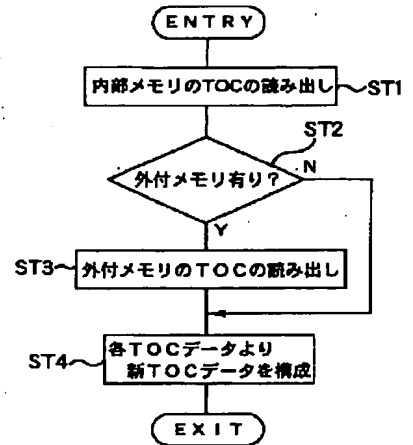 ENTRY
内部メモリのTOCの読み出し
ST1
ST2
外付メモリ有り?
N
Y
ST3
外付メモリのTOCの読み出し
ST4
各TOCデータより
新TOCデータを構成
EXIT